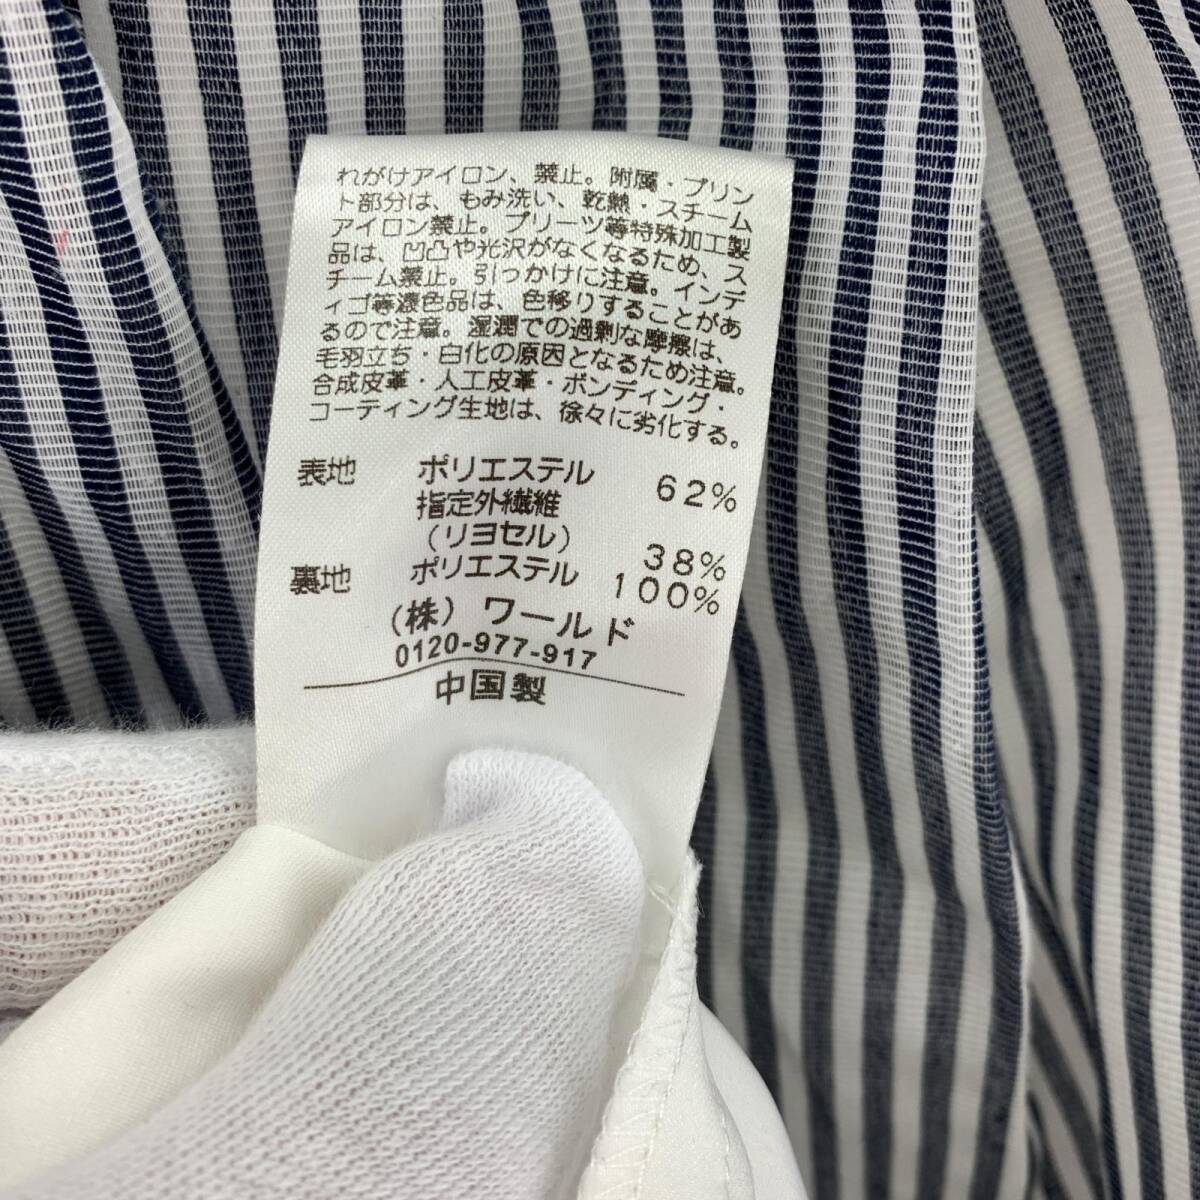 れがけアイロン、禁止。附属・プリン
ト部分は、もみ洗い、乾熱・スチーム
アイロン禁止。プリーツ等特殊加工製
品は、凹凸や光沢がなくなるため、ス
チーム禁止。引っかけに注意。インデ
ィゴ等濃色品は、色移りすることがあ
るので注意。湿潤での過剰な摩擦は、
毛羽立ち・白化の原因となるため注意。
合成皮革・人工皮革・ボンディング・
コーティング生地は、徐々に劣化する。
表地 ポリエステル 62%
指定外繊維
(リヨセル) 38%
裏地 ポリエステル 100%
(株)ワールド
0120-977-917
中国製